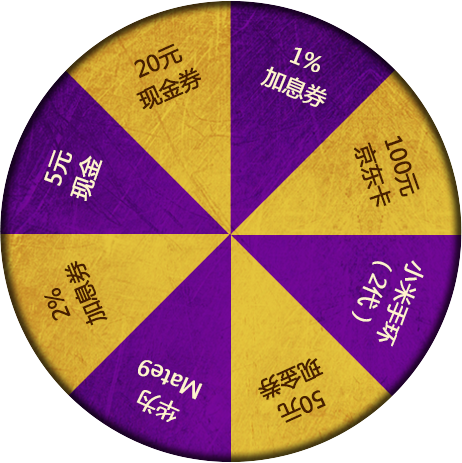 1%
加息券
100元
京东卡
小米手环
（2代）
50元
现金券
华为
Mate9
2%
加息券
5元
现金
20元
现金券